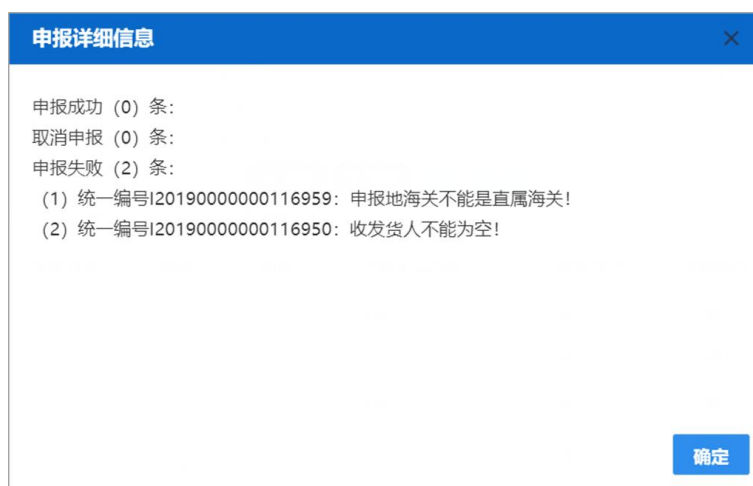 申报详细信息
申报成功（0）条：
取消申报（0）条：
申报失败（2）条：
（1）统一编号I20190000000116959：申报地海关不能是直属海关！
（2）统一编号I20190000000116950：收发货人不能为空！
确定